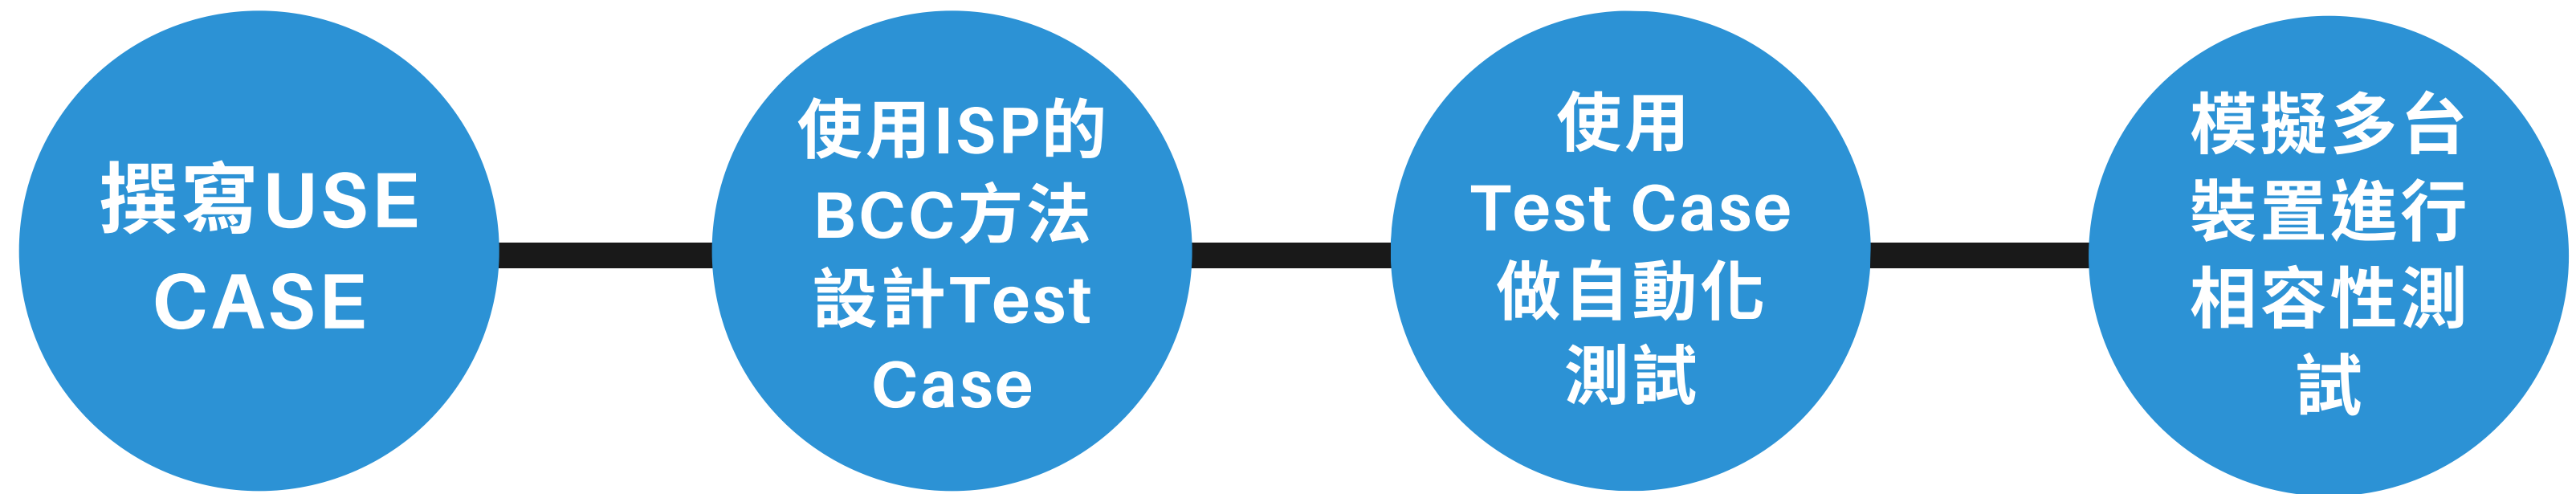 撰寫USE
CASE
使用ISP的
BCC方法
設計Test
Case
使用
Test Case
做自動化
測試
模擬多台
裝置進行
相容性測
試